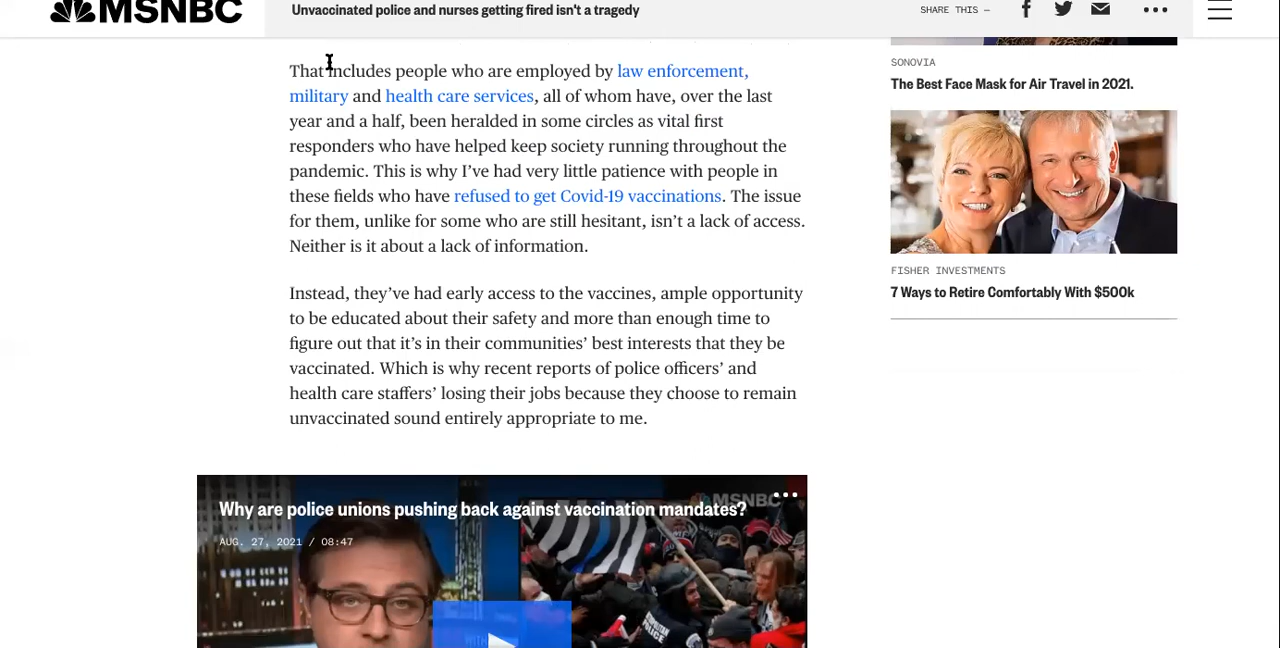 MSNBC
Unvaccinated police and nurses getting fired isn't a tragedy
SHARE THIS —
That includes people who are employed by law enforcement,
military and health care services, all of whom have, over the last
year and a half, been heralded in some circles as vital first
responders who have helped keep society running throughout the
pandemic. This is why I’ve had very little patience with people in
these fields who have refused to get Covid-19 vaccinations. The issue
for them, unlike for some who are still hesitant, isn’t a lack of access.
Neither is it about a lack of information.
Instead, they’ve had early access to the vaccines, ample opportunity
to be educated about their safety and more than enough time to
figure out that it’s in their communities’ best interests that they be
vaccinated. Which is why recent reports of police officers’ and
health care staffers’ losing their jobs because they choose to remain
unvaccinated sound entirely appropriate to me.
Why are police unions pushing back against vaccination mandates?
MSNBC
AUG. 27, 2021 / 08:47
POLICE
WITH
SONOVIA
The Best Face Mask for Air Travel in 2021.
FISHER INVESTMENTS
7 Ways to Retire Comfortably With $500k